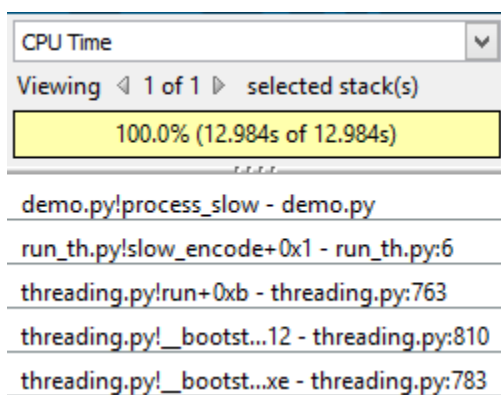 CPU Time
Viewing 1 of 1 selected stack(s)
100.0% (12.984s of 12.984s)
demo.py!process_slow - demo.py
run_th.py!slow_encode+0x1 - run_th.py:6
threading.py!run+0xb - threading.py:763
threading.py!__bootst...12 - threading.py:810
threading.py!__bootst...xe - threading.py:783